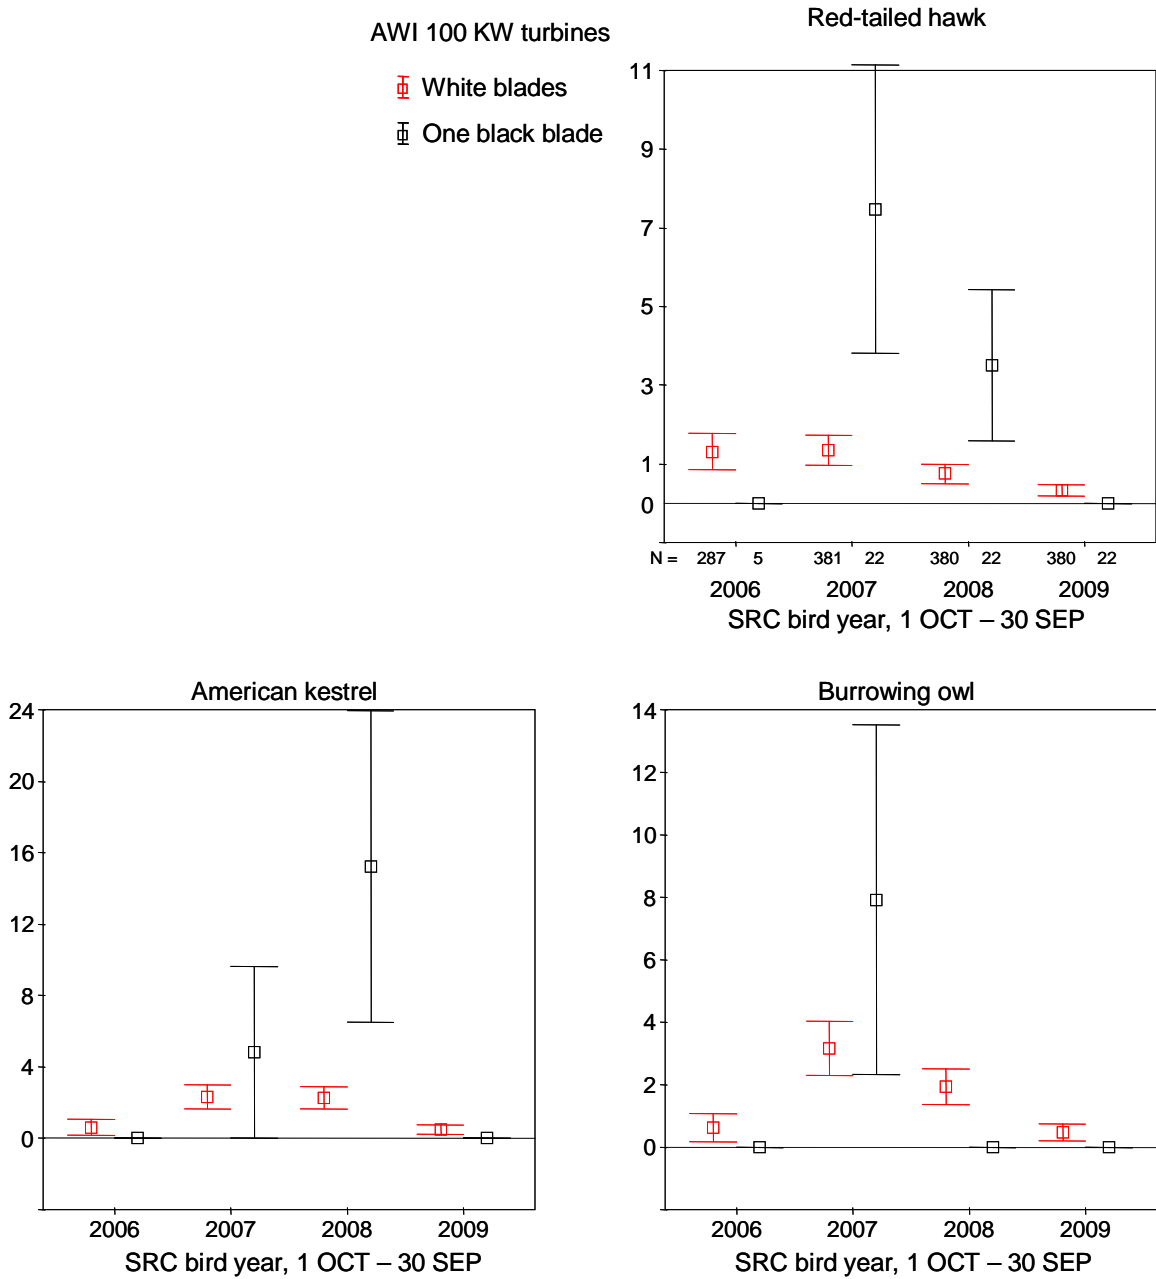 AWI 100 KW turbines
White blades
One black blade
Red-tailed hawk
11
9
7
5
3
1
0
N = 287 5 381 22 380 22 380 22
2006 2007 2008 2009
SRC bird year, 1 OCT – 30 SEP
American kestrel
24
20
16
12
8
4
0
2006 2007 2008 2009
SRC bird year, 1 OCT – 30 SEP
Burrowing owl
14
12
10
8
6
4
2
0
2006 2007 2008 2009
SRC bird year, 1 OCT – 30 SEP